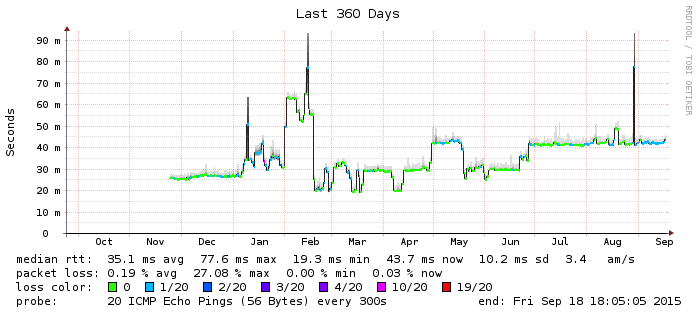 Last 360 Days
RRDTOOL / TOBI OETIKER
Seconds
90 m
80 m
70 m
60 m
50 m
40 m
30 m
20 m
10 m
0
Oct Nov Dec Jan Feb Mar Apr May Jun Jul Aug Sep
median rtt: 35.1 ms avg 77.6 ms max 19.3 ms min 43.7 ms now 10.2 ms sd 3.4 am/s
packet loss: 0.19 % avg 27.08 % max 0.00 % min 0.03 % now
loss color: 0 1/20 2/20 3/20 4/20 10/20 19/20
probe: 20 ICMP Echo Pings (56 Bytes) every 300s end: Fri Sep 18 18:05:05 2015